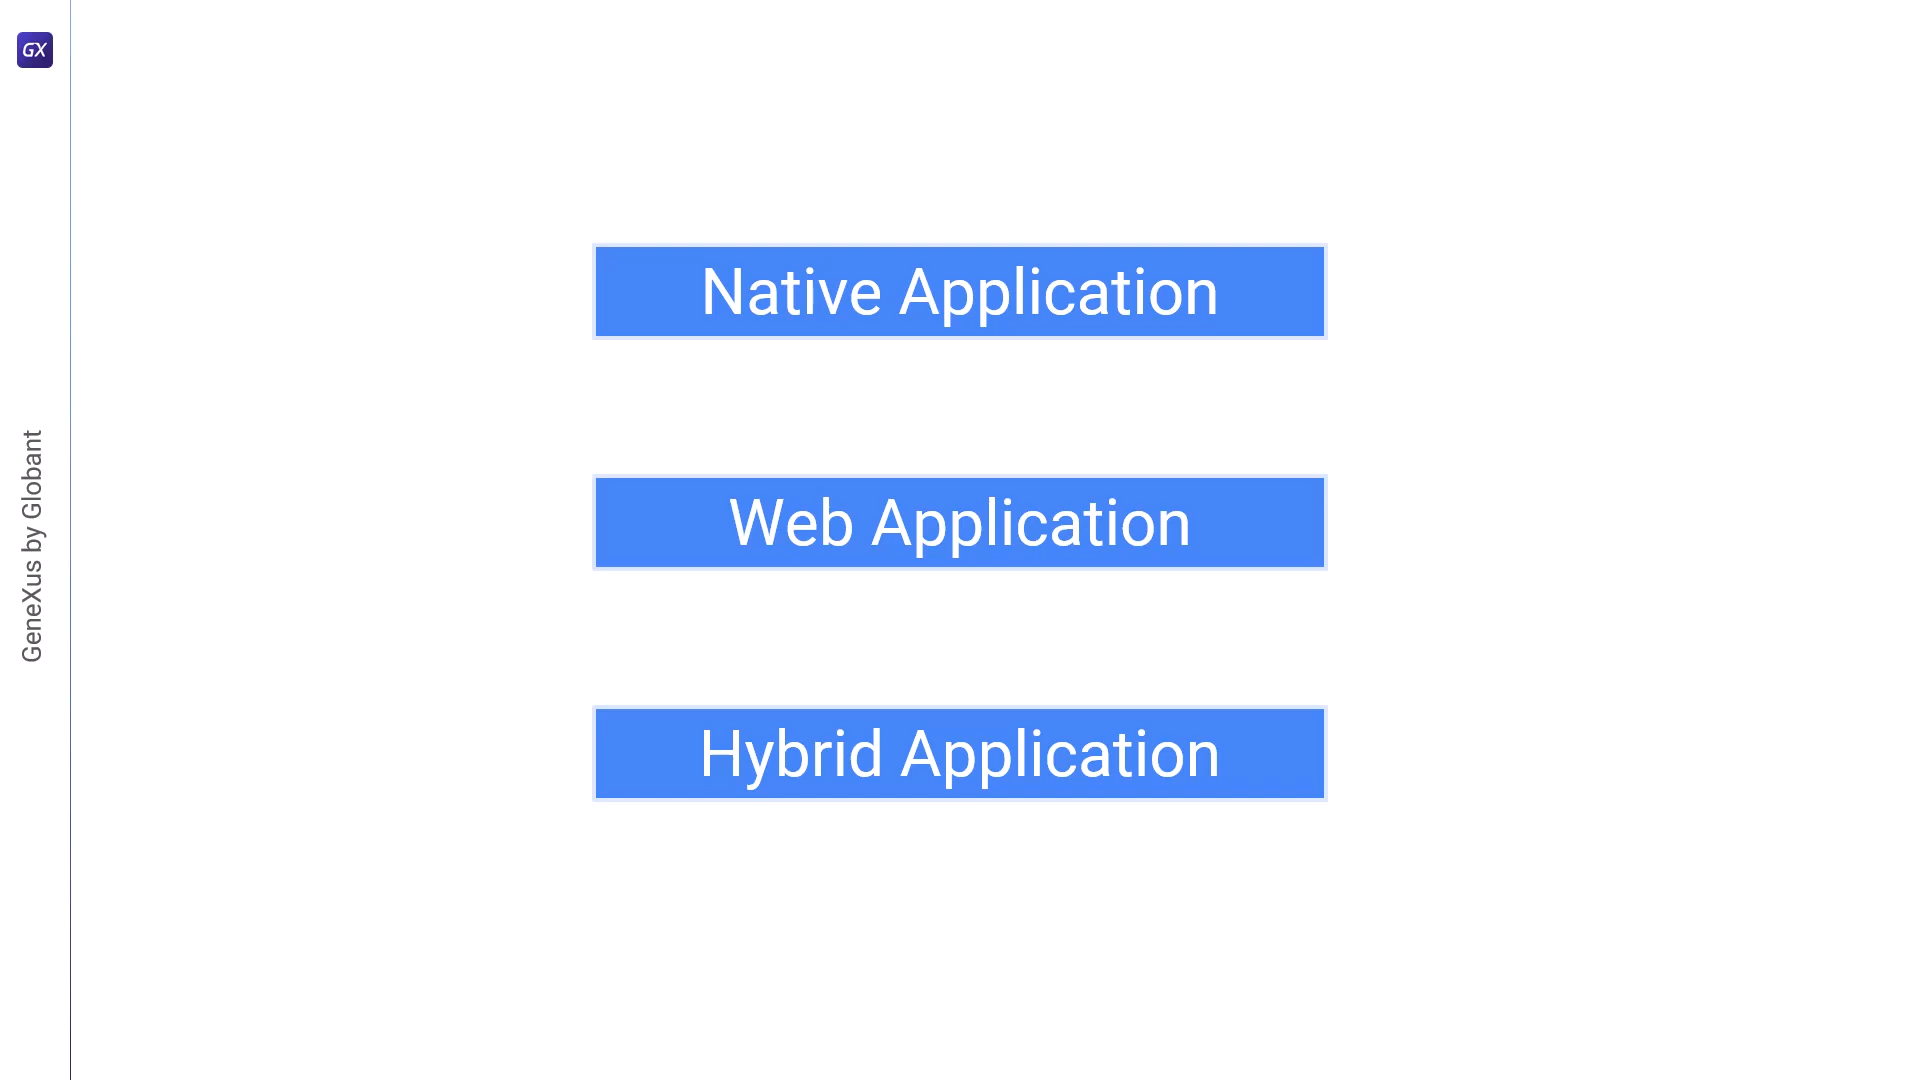 GX
GeneXus by Globant
Native Application
Web Application
Hybrid Application